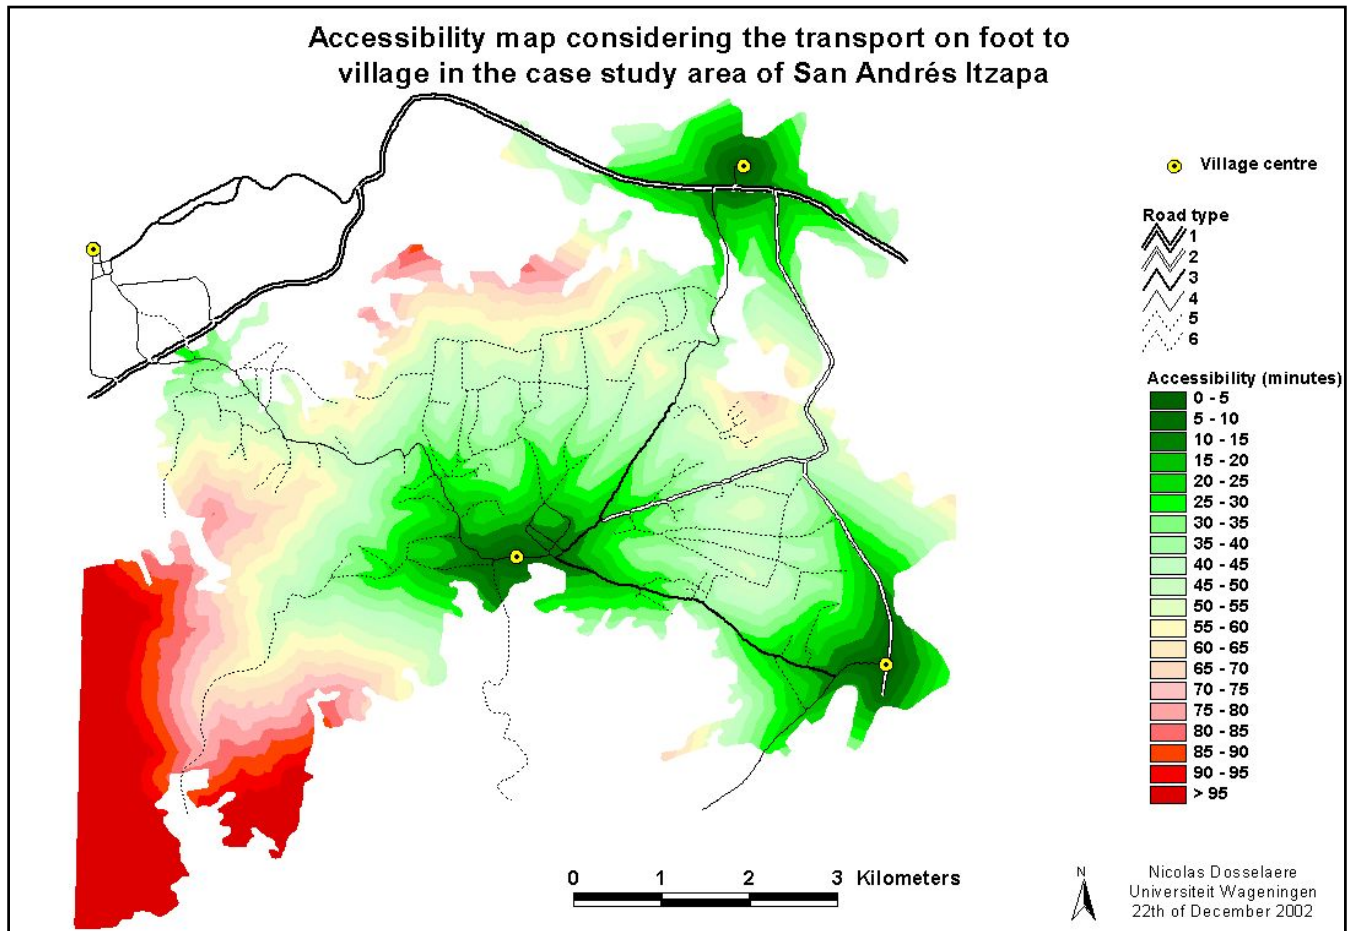 Accessibility map considering the transport on foot to
village in the case study area of San Andrés Itzapa
Village centre
Road type
1
2
3
4
5
6
Accessibility (minutes)
0 - 5
5 - 10
10 - 15
15 - 20
20 - 25
25 - 30
30 - 35
35 - 40
40 - 45
45 - 50
50 - 55
55 - 60
60 - 65
65 - 70
70 - 75
75 - 80
80 - 85
85 - 90
90 - 95
> 95
0 1 2 3 Kilometers
N
Nicolas Dosselaere
Universiteit Wageningen
22th of December 2002